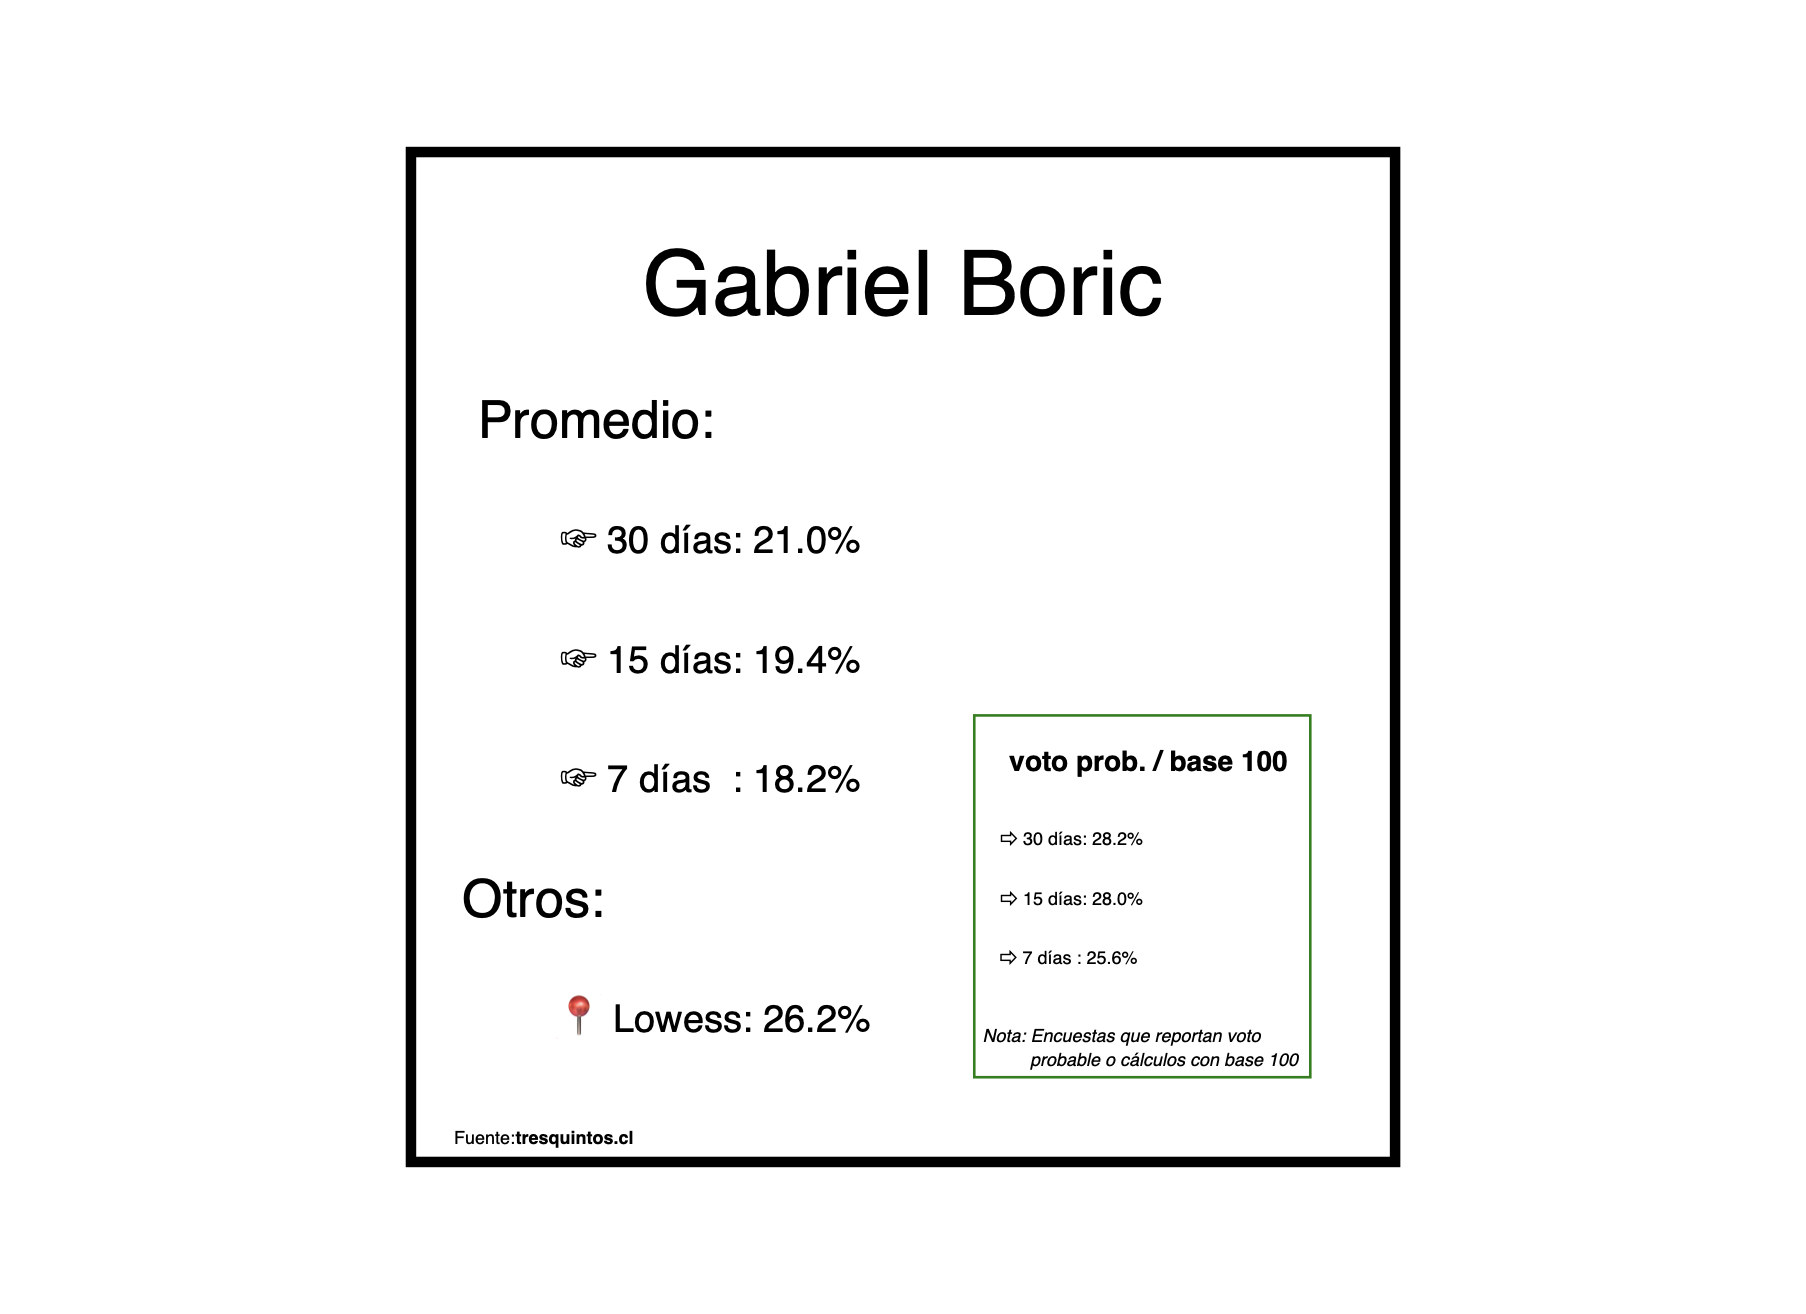 Gabriel Boric
Promedio:
☞ 30 días: 21.0%
☞ 15 días: 19.4%
☞ 7 días  : 18.2%
Otros:
📍 Lowess: 26.2%
voto prob. / base 100
⇨ 30 días: 28.2%
⇨ 15 días: 28.0%
⇨ 7 días : 25.6%
Nota: Encuestas que reportan voto
probable o cálculos con base 100
Fuente:tresquintos.cl